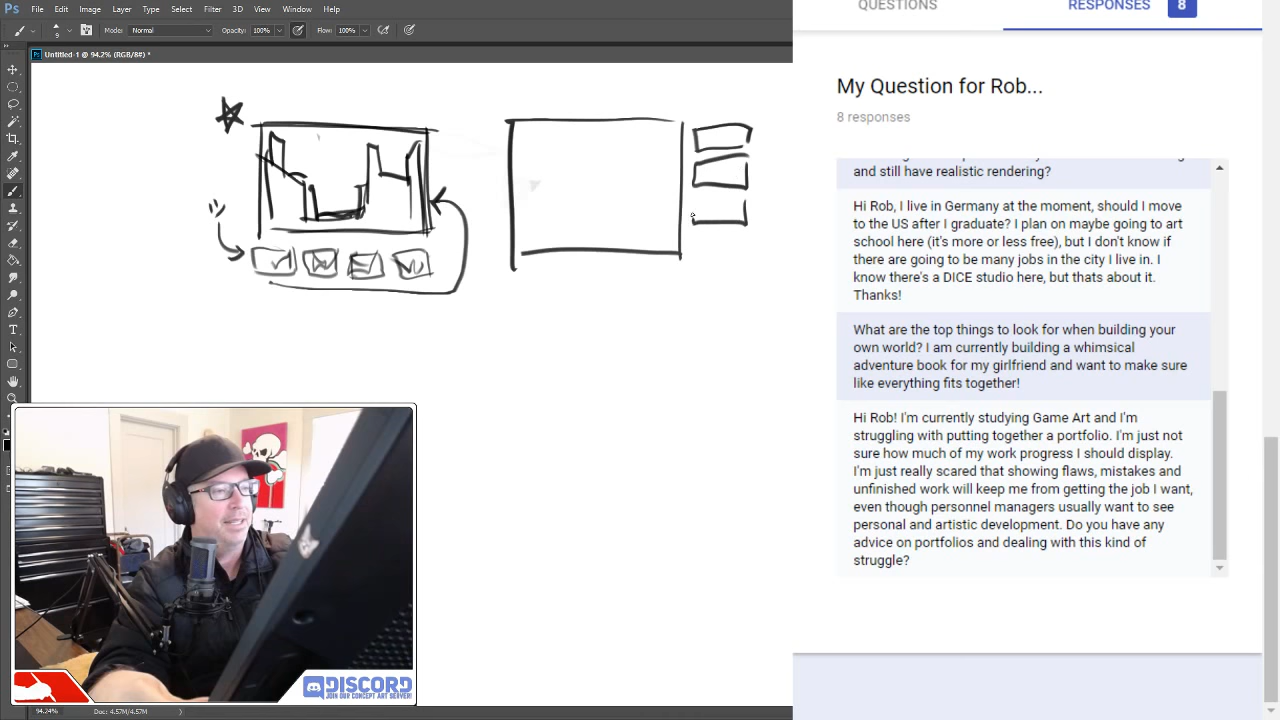 Ps File Edit Image Layer Type Select Filter 3D View Window Help
9 Mode: Normal Opacity: 100% Flow: 100%
Ps Untitled-1 @ 94.2% (RGB/8#) *
QUESTIONS RESPONSES 8
My Question for Rob...
8 responses
and still have realistic rendering?
Hi Rob, I live in Germany at the moment, should I move
to the US after I graduate? I plan on maybe going to art
school here (it's more or less free), but I don't know if
there are going to be many jobs in the city I live in. I
know there's a DICE studio here, but thats about it.
Thanks!
What are the top things to look for when building your
own world? I am currently building a whimsical
adventure book for my girlfriend and want to make sure
like everything fits together!
Hi Rob! I'm currently studying Game Art and I'm
struggling with putting together a portfolio. I'm just not
sure how much of my work progress I should display.
I'm just really scared that showing flaws, mistakes and
unfinished work will keep me from getting the job I want,
even though personnel managers usually want to see
personal and artistic development. Do you have any
advice on portfolios and dealing with this kind of
struggle?
DISCORD
JOIN OUR CONCEPT ART SERVER!
94.24% Doc: 4.57M/4.57M